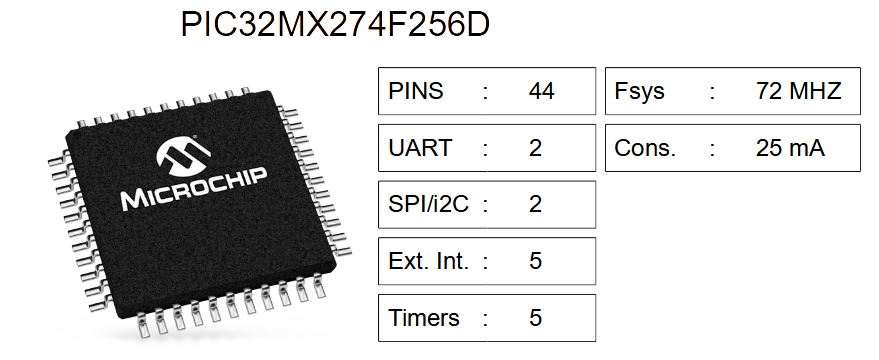 PIC32MX274F256D
PINS : 44
Fsys : 72 MHZ
UART : 2
Cons. : 25 mA
SPI/i2C : 2
Ext. Int. : 5
Timers : 5
MICROCHIP